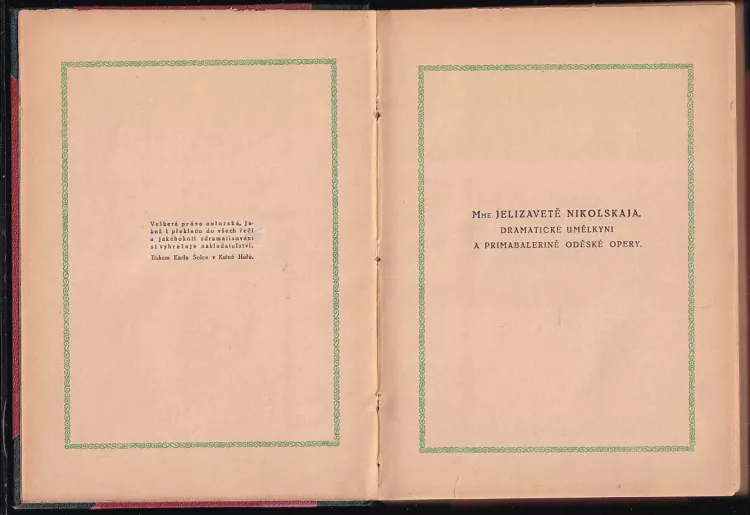 Veškerá práva autorská, ja-
kož i překladu do všech řečí
a jakéhokoli zdramatisování
si vyhražuje nakladatelství.
Tiskem Karla Šolce v Kutné Hoře.
MME JELIZAVETĚ NIKOLSKAJA,
DRAMATICKÉ UMĚLKYNI
A PRIMABALERINĚ ODĚSKÉ OPERY.